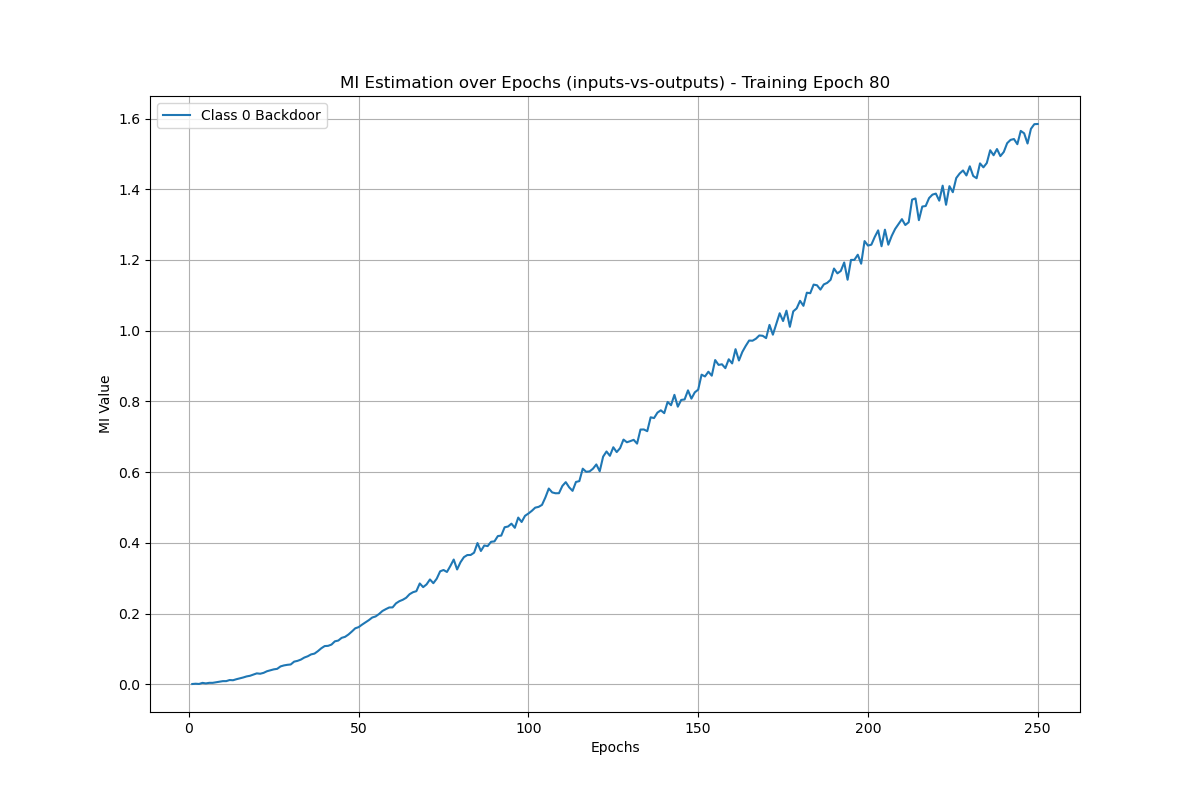 MI Estimation over Epochs (inputs-vs-outputs) - Training Epoch 80
Class 0 Backdoor
MI Value
1.6
1.4
1.2
1.0
0.8
0.6
0.4
0.2
0.0
0 50 100 150 200 250
Epochs